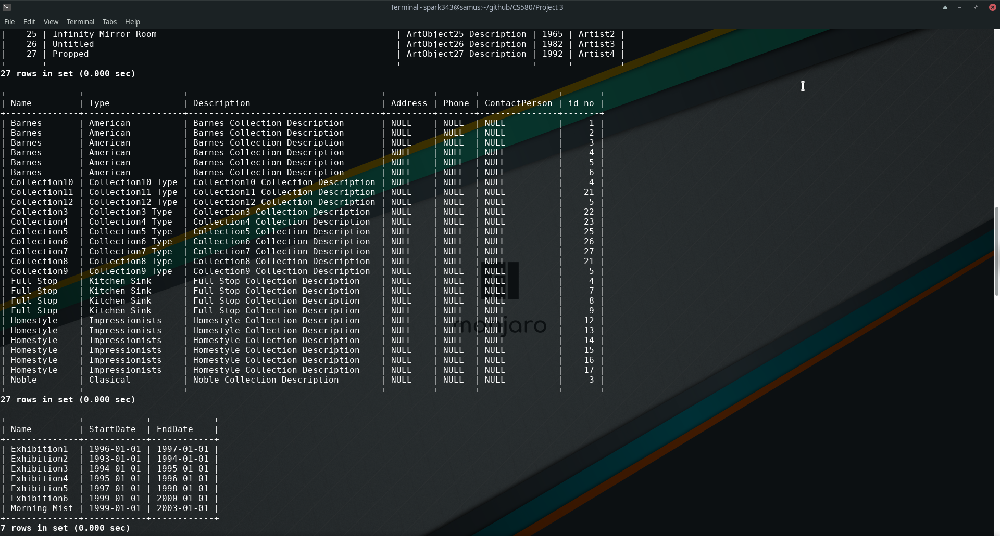 Terminal - spark343@samus:~/github/CS580/Project 3
File Edit View Terminal Tabs Help
|    25 | Infinity Mirror Room                                              | ArtObject25 Description | 1965 | Artist2 |
|    26 | Untitled                                                          | ArtObject26 Description | 1982 | Artist3 |
|    27 | Propped                                                           | ArtObject27 Description | 1992 | Artist4 |
+-------+-------------------------------------------------------------------+-------------------------+------+---------+
27 rows in set (0.000 sec)
+--------------+-------------------+-------------------------------------+---------+-------+---------------+-------+
| Name         | Type              | Description                         | Address | Phone | ContactPerson | id_no |
+--------------+-------------------+-------------------------------------+---------+-------+---------------+-------+
| Barnes       | American          | Barnes Collection Description       | NULL    | NULL  | NULL          |     1 |
| Barnes       | American          | Barnes Collection Description       | NULL    | NULL  | NULL          |     2 |
| Barnes       | American          | Barnes Collection Description       | NULL    | NULL  | NULL          |     3 |
| Barnes       | American          | Barnes Collection Description       | NULL    | NULL  | NULL          |     4 |
| Barnes       | American          | Barnes Collection Description       | NULL    | NULL  | NULL          |     5 |
| Barnes       | American          | Barnes Collection Description       | NULL    | NULL  | NULL          |     6 |
| Collection10 | Collection10 Type | Collection10 Collection Description | NULL    | NULL  | NULL          |     4 |
| Collection11 | Collection11 Type | Collection11 Collection Description | NULL    | NULL  | NULL          |    21 |
| Collection12 | Collection12 Type | Collection12 Collection Description | NULL    | NULL  | NULL          |     5 |
| Collection3  | Collection3 Type  | Collection3 Collection Description  | NULL    | NULL  | NULL          |    22 |
| Collection4  | Collection4 Type  | Collection4 Collection Description  | NULL    | NULL  | NULL          |    23 |
| Collection5  | Collection5 Type  | Collection5 Collection Description  | NULL    | NULL  | NULL          |    25 |
| Collection6  | Collection6 Type  | Collection6 Collection Description  | NULL    | NULL  | NULL          |    26 |
| Collection7  | Collection7 Type  | Collection7 Collection Description  | NULL    | NULL  | NULL          |    27 |
| Collection8  | Collection8 Type  | Collection8 Collection Description  | NULL    | NULL  | NULL          |    21 |
| Collection9  | Collection9 Type  | Collection9 Collection Description  | NULL    | NULL  | NULL          |     5 |
| Full Stop    | Kitchen Sink      | Full Stop Collection Description    | NULL    | NULL  | NULL          |     4 |
| Full Stop    | Kitchen Sink      | Full Stop Collection Description    | NULL    | NULL  | NULL          |     7 |
| Full Stop    | Kitchen Sink      | Full Stop Collection Description    | NULL    | NULL  | NULL          |     8 |
| Full Stop    | Kitchen Sink      | Full Stop Collection Description    | NULL    | NULL  | NULL          |     9 |
| Homestyle    | Impressionists    | Homestyle Collection Description    | NULL    | NULL  | NULL          |    12 |
manjaro
| Homestyle    | Impressionists    | Homestyle Collection Description    | NULL    | NULL  | NULL          |    13 |
| Homestyle    | Impressionists    | Homestyle Collection Description    | NULL    | NULL  | NULL          |    14 |
| Homestyle    | Impressionists    | Homestyle Collection Description    | NULL    | NULL  | NULL          |    15 |
| Homestyle    | Impressionists    | Homestyle Collection Description    | NULL    | NULL  | NULL          |    16 |
| Homestyle    | Impressionists    | Homestyle Collection Description    | NULL    | NULL  | NULL          |    17 |
| Noble        | Clasical          | Noble Collection Description        | NULL    | NULL  | NULL          |     3 |
+--------------+-------------------+-------------------------------------+---------+-------+---------------+-------+
27 rows in set (0.000 sec)
+--------------+------------+------------+
| Name         | StartDate  | EndDate    |
+--------------+------------+------------+
| Exhibition1  | 1996-01-01 | 1997-01-01 |
| Exhibition2  | 1993-01-01 | 1994-01-01 |
| Exhibition3  | 1994-01-01 | 1995-01-01 |
| Exhibition4  | 1995-01-01 | 1996-01-01 |
| Exhibition5  | 1997-01-01 | 1998-01-01 |
| Exhibition6  | 1999-01-01 | 2000-01-01 |
| Morning Mist | 1999-01-01 | 2003-01-01 |
+--------------+------------+------------+
7 rows in set (0.000 sec)